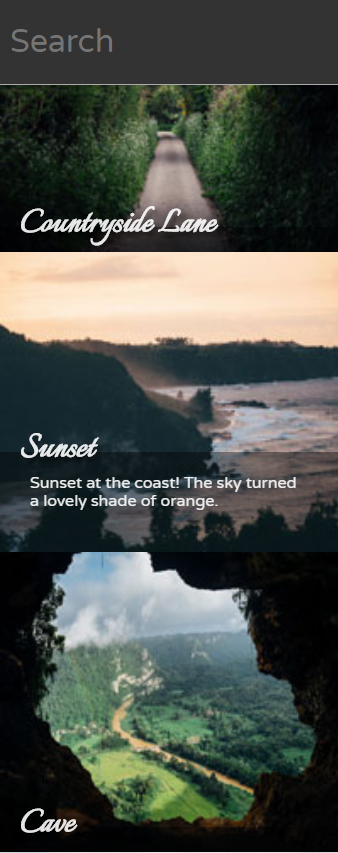 Search
Countryside Lane
Sunset
Sunset at the coast! The sky turned
a lovely shade of orange.
Cave